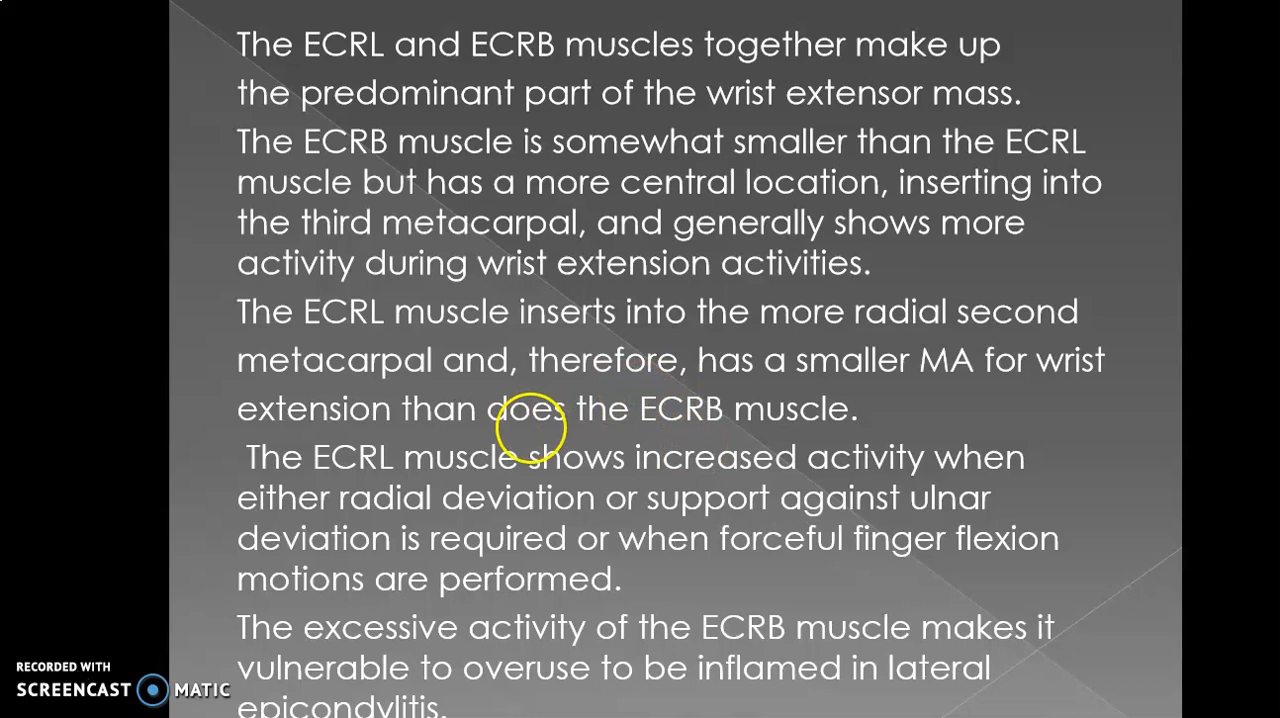 The ECRL and ECRB muscles together make up
the predominant part of the wrist extensor mass.
The ECRB muscle is somewhat smaller than the ECRL
muscle but has a more central location, inserting into
the third metacarpal, and generally shows more
activity during wrist extension activities.
The ECRL muscle inserts into the more radial second
metacarpal and, therefore, has a smaller MA for wrist
extension than does the ECRB muscle.
The ECRL muscle shows increased activity when
either radial deviation or support against ulnar
deviation is required or when forceful finger flexion
motions are performed.
The excessive activity of the ECRB muscle makes it
vulnerable to overuse to be inflamed in lateral
epicondylitis.
RECORDED WITH
SCREENCAST MATIC